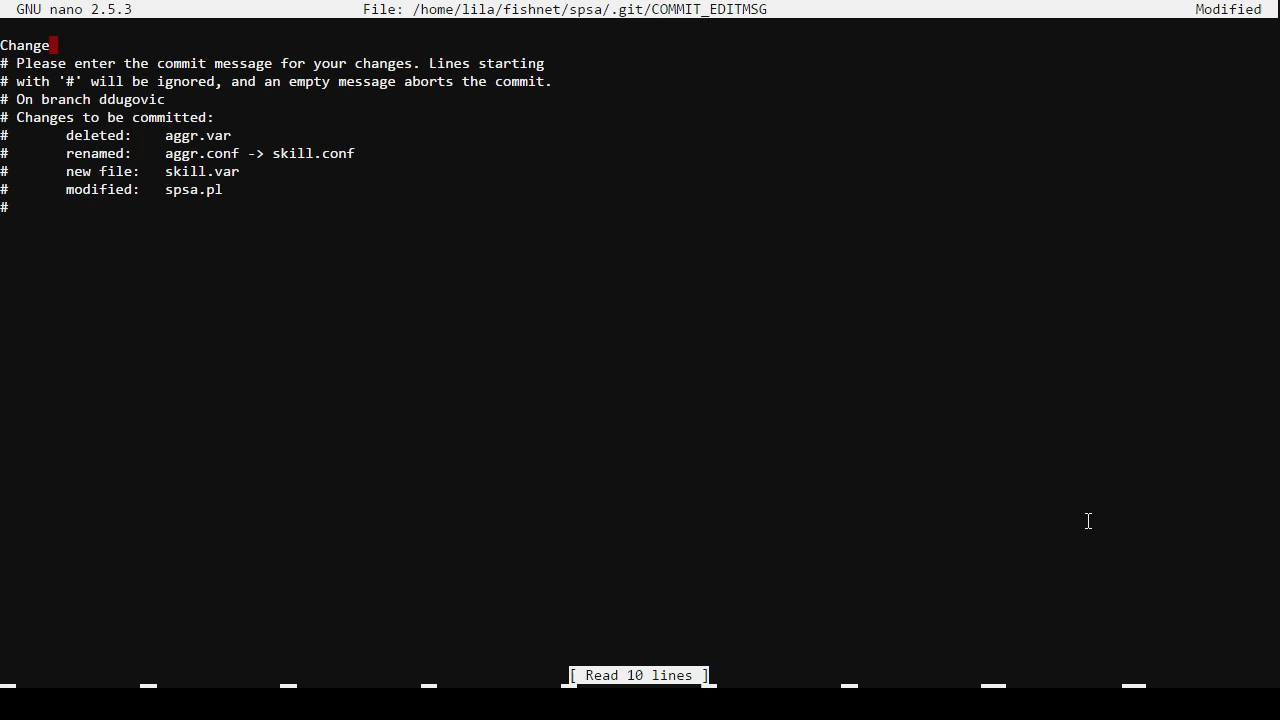 GNU nano 2.5.3 File: /home/lila/fishnet/spsa/.git/COMMIT_EDITMSG Modified
Change
# Please enter the commit message for your changes. Lines starting
# with '#' will be ignored, and an empty message aborts the commit.
# On branch ddugovic
# Changes to be committed:
#       deleted:    aggr.var
#       renamed:    aggr.conf -> skill.conf
#       new file:   skill.var
#       modified:   spsa.pl
#
[ Read 10 lines ]